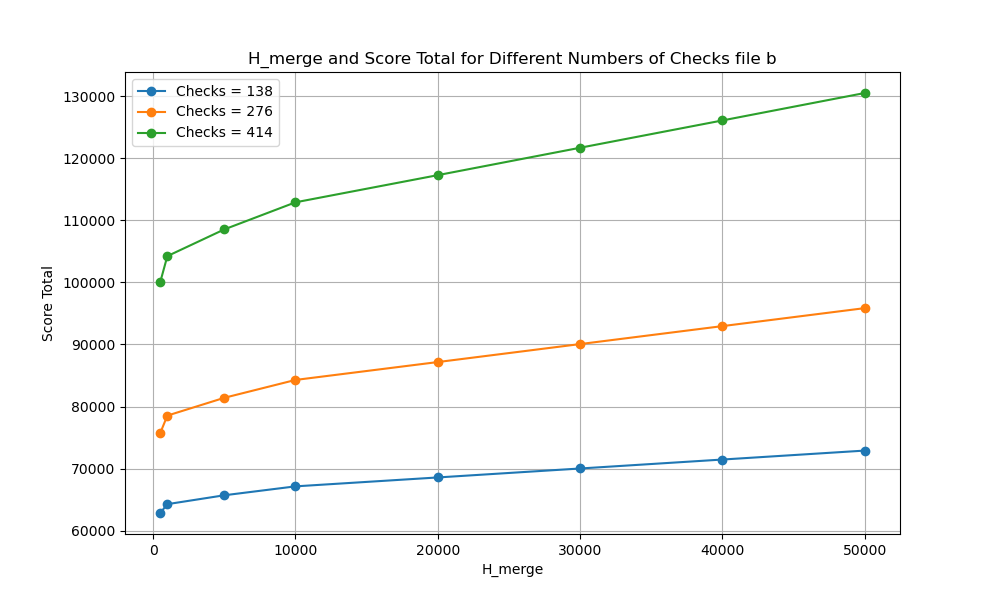 H_merge and Score Total for Different Numbers of Checks file b
Checks = 138
Checks = 276
Checks = 414
130000
120000
110000
100000
90000
80000
70000
60000
Score Total
0 10000 20000 30000 40000 50000
H_merge